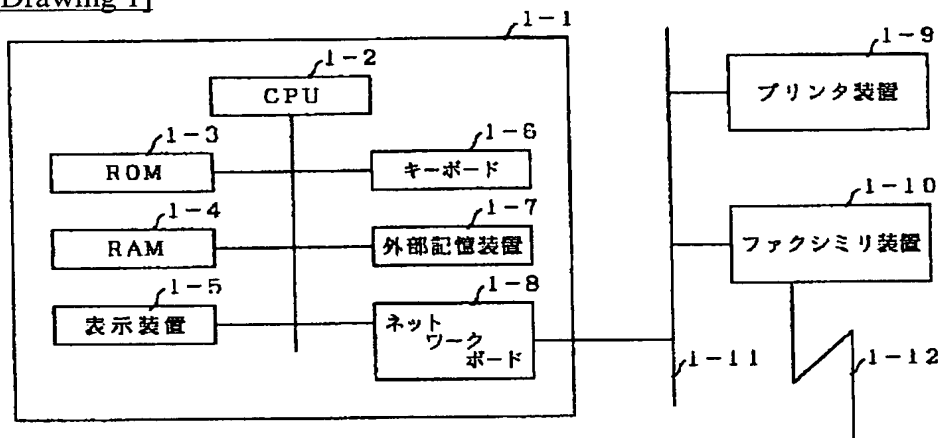 Drawing 1]
1-1
1-2
CPU
1-3
ROM
1-4
RAM
1-5
表示装置
1-6
キーボード
1-7
外部記憶装置
1-8
ネット
ワーク
ボード
1-9
プリンタ装置
1-10
ファクシミリ装置
1-11
1-12